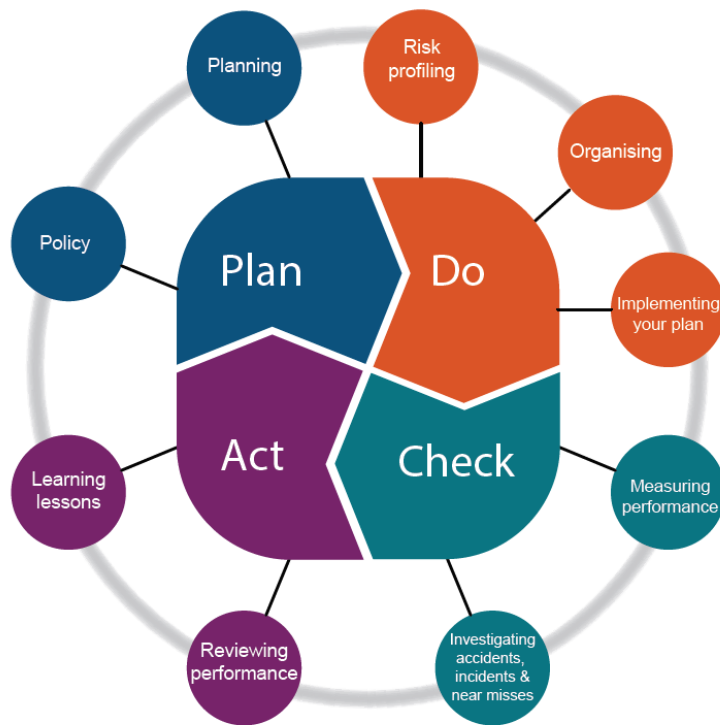 Planning
Risk
profiling
Organising
Policy
Plan
Do
Implementing
your plan
Act
Check
Learning
lessons
Measuring
performance
Reviewing
performance
Investigating
accidents,
incidents &
near misses